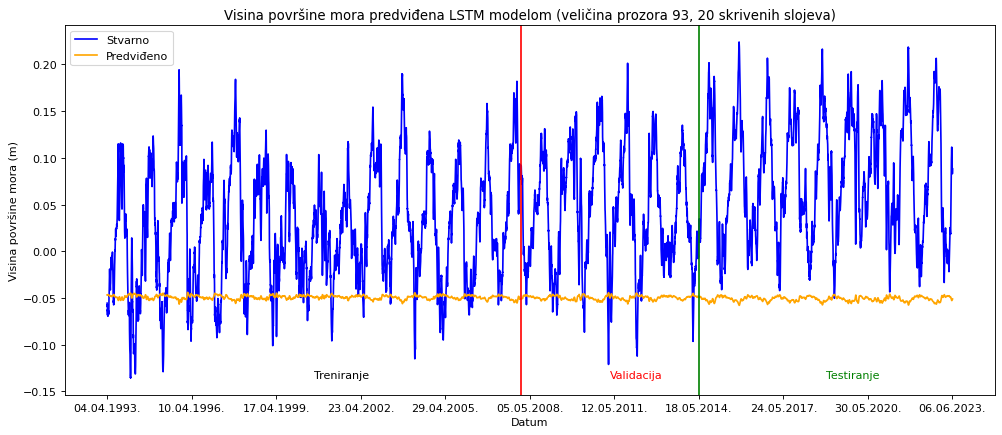 Visina površine mora predviđena LSTM modelom (veličina prozora 93, 20 skrivenih slojeva)
Stvarno
Predviđeno
Visina površine mora (m)
0.20
0.15
0.10
0.05
0.00
−0.05
−0.10
−0.15
Treniranje
Validacija
Testiranje
04.04.1993. 10.04.1996. 17.04.1999. 23.04.2002. 29.04.2005. 05.05.2008. 12.05.2011. 18.05.2014. 24.05.2017. 30.05.2020. 06.06.2023.
Datum